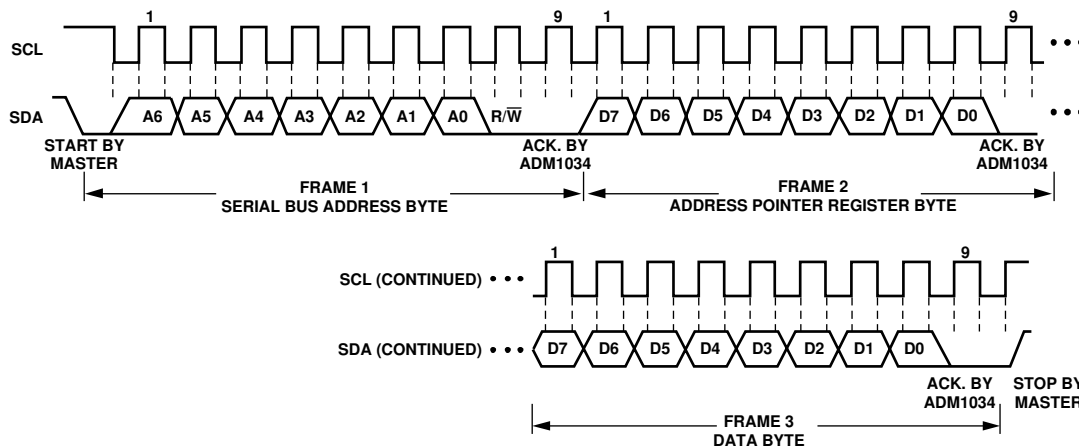 1 9 1 9
SCL
SDA A6 A5 A4 A3 A2 A1 A0 R/W̅ D7 D6 D5 D4 D3 D2 D1 D0
START BY
MASTER
ACK. BY
ADM1034
ACK. BY
ADM1034
FRAME 1
SERIAL BUS ADDRESS BYTE
FRAME 2
ADDRESS POINTER REGISTER BYTE
1 9
SCL (CONTINUED)
SDA (CONTINUED) D7 D6 D5 D4 D3 D2 D1 D0
ACK. BY
ADM1034
STOP BY
MASTER
FRAME 3
DATA BYTE